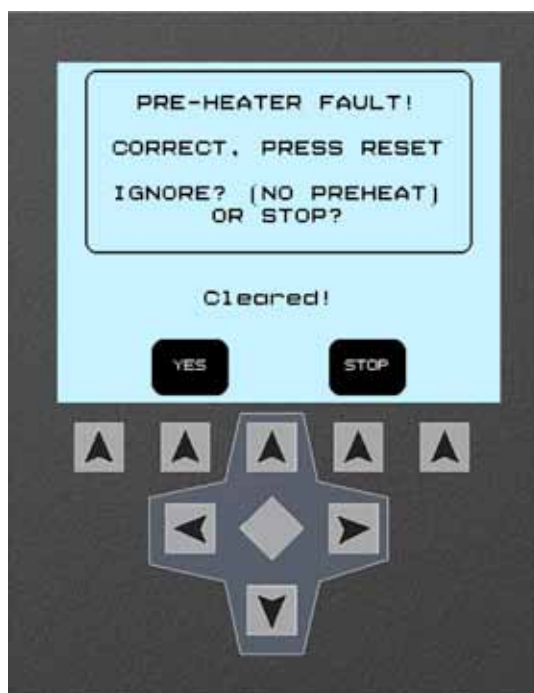 PRE-HEATER FAULT!
CORRECT, PRESS RESET
IGNORE? (NO PREHEAT)
OR STOP?
Cleared!
YES STOP